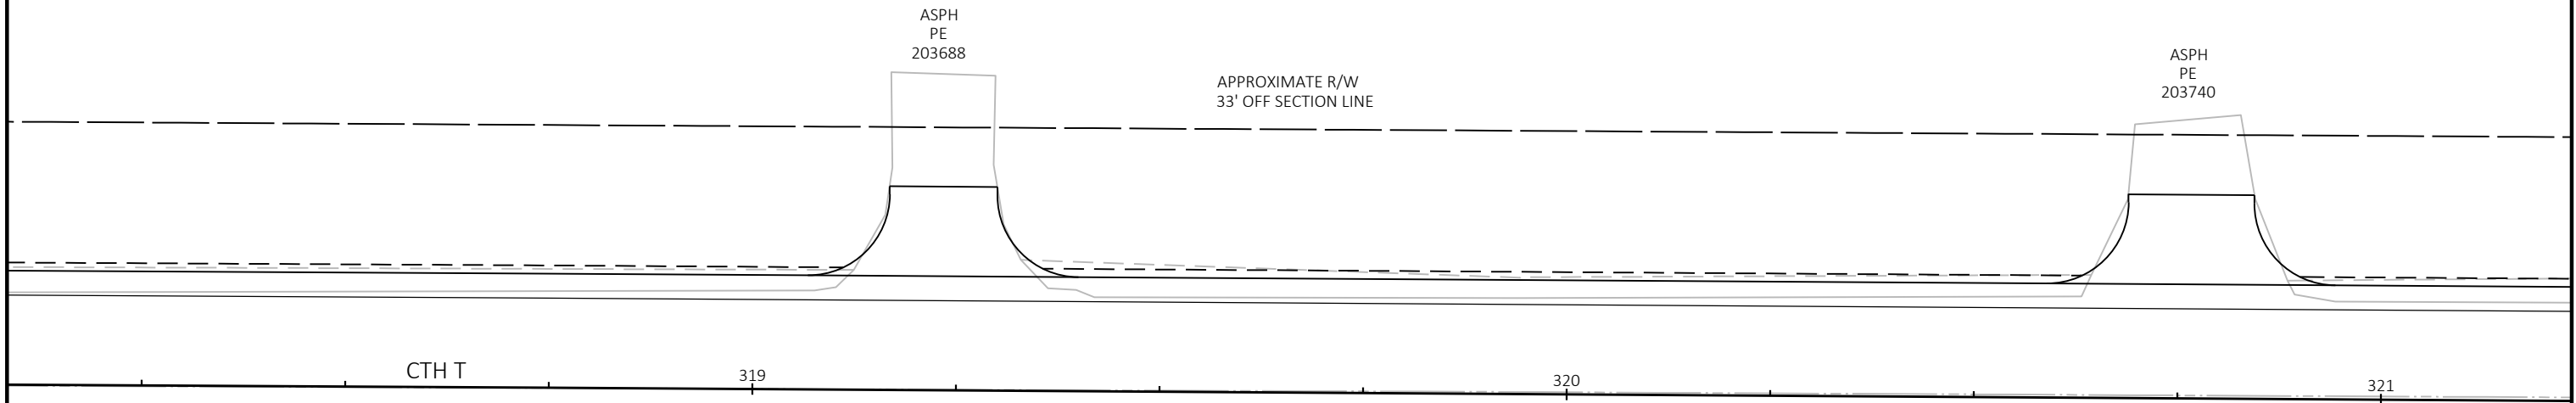 ASPH
PE
203688
APPROXIMATE R/W
33' OFF SECTION LINE
ASPH
PE
203740
CTH T
319
320
321